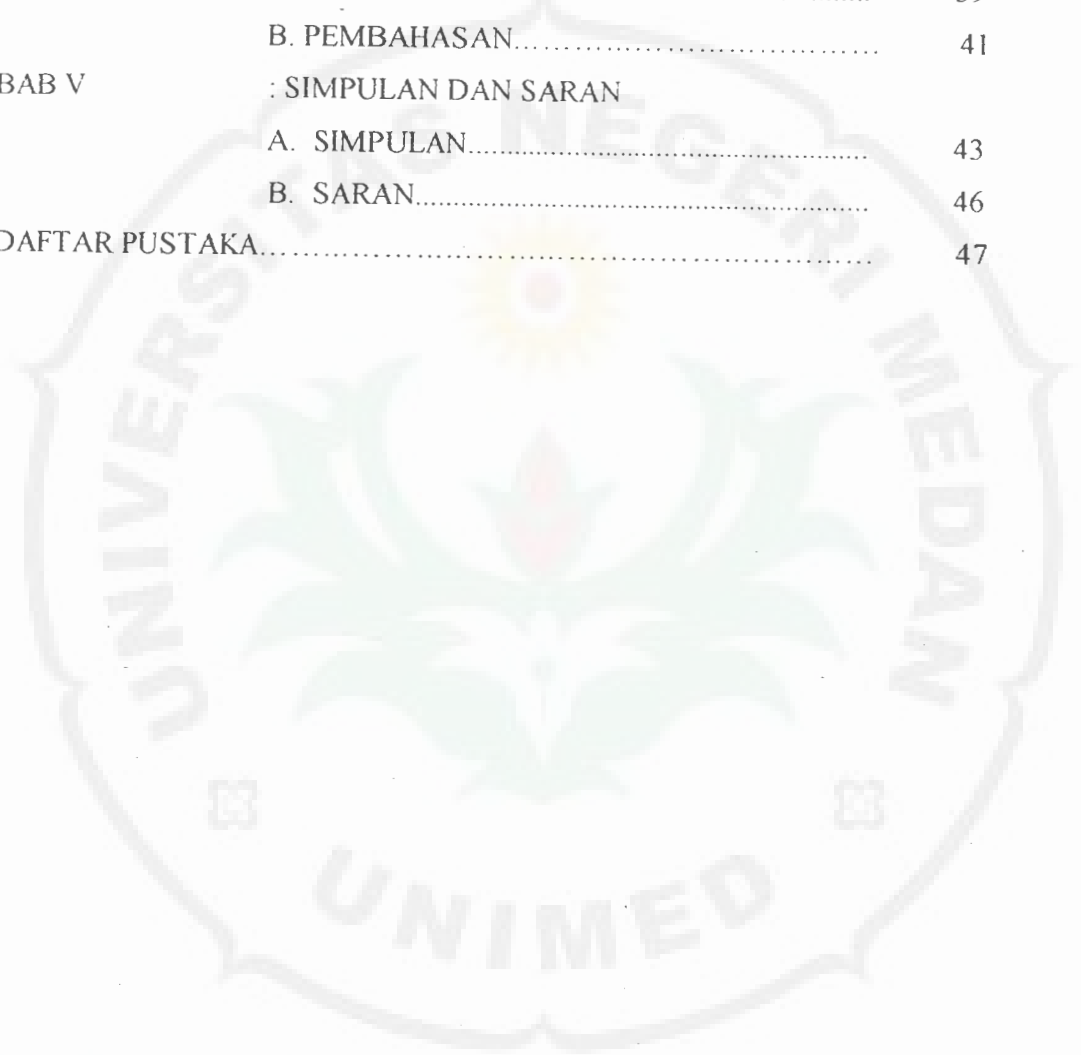 B. PEMBAHASAN.......................................... 41
BAB V : SIMPULAN DAN SARAN
A. SIMPULAN.................................................. 43
B. SARAN........................................................ 46
DAFTAR PUSTAKA.......................................................... 47
UNIVERSITAS NEGERI MEDAN
UNIMED